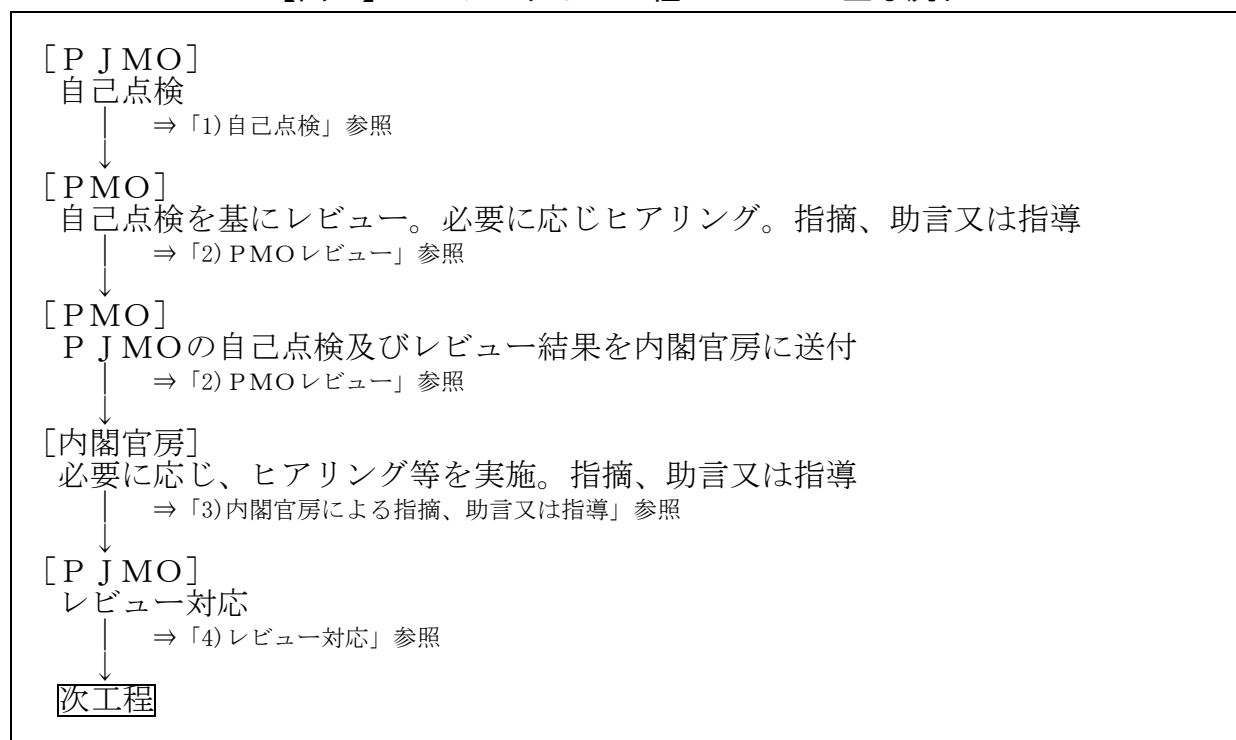 [ＰＪＭＯ]
自己点検
⇒「1)自己点検」参照
[ＰＭＯ]
自己点検を基にレビュー。必要に応じヒアリング。指摘、助言又は指導
⇒「2)ＰＭＯレビュー」参照
[ＰＭＯ]
ＰＪＭＯの自己点検及びレビュー結果を内閣官房に送付
⇒「2)ＰＭＯレビュー」参照
[内閣官房]
必要に応じ、ヒアリング等を実施。指摘、助言又は指導
⇒「3)内閣官房による指摘、助言又は指導」参照
[ＰＪＭＯ]
レビュー対応
⇒「4)レビュー対応」参照
次工程